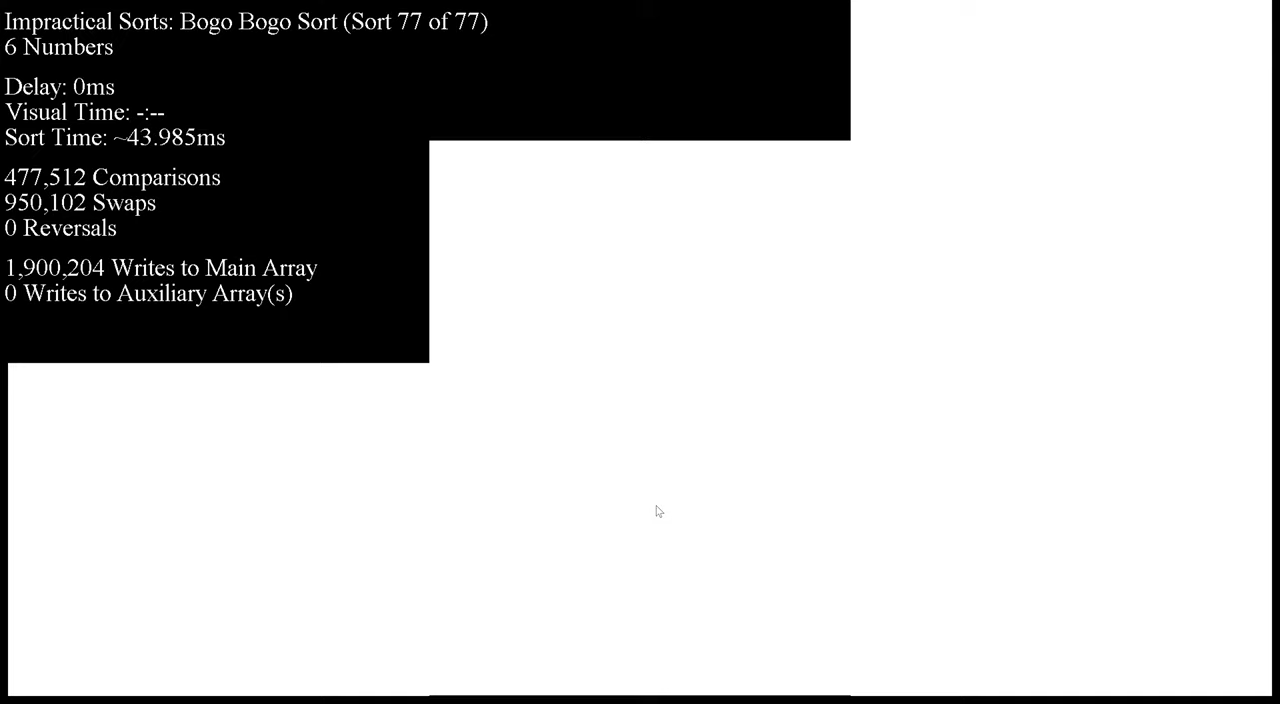 Impractical Sorts: Bogo Bogo Sort (Sort 77 of 77)
6 Numbers
Delay: 0ms
Visual Time: -:--
Sort Time: ~43.985ms
477,512 Comparisons
950,102 Swaps
0 Reversals
1,900,204 Writes to Main Array
0 Writes to Auxiliary Array(s)